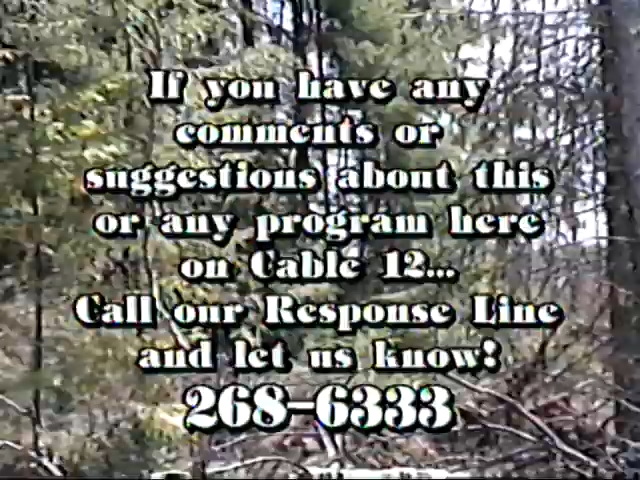 If you have any
comments or
suggestions about this
or any program here
on Cable 12...
Call our Response Line
and let us know!
268-6333